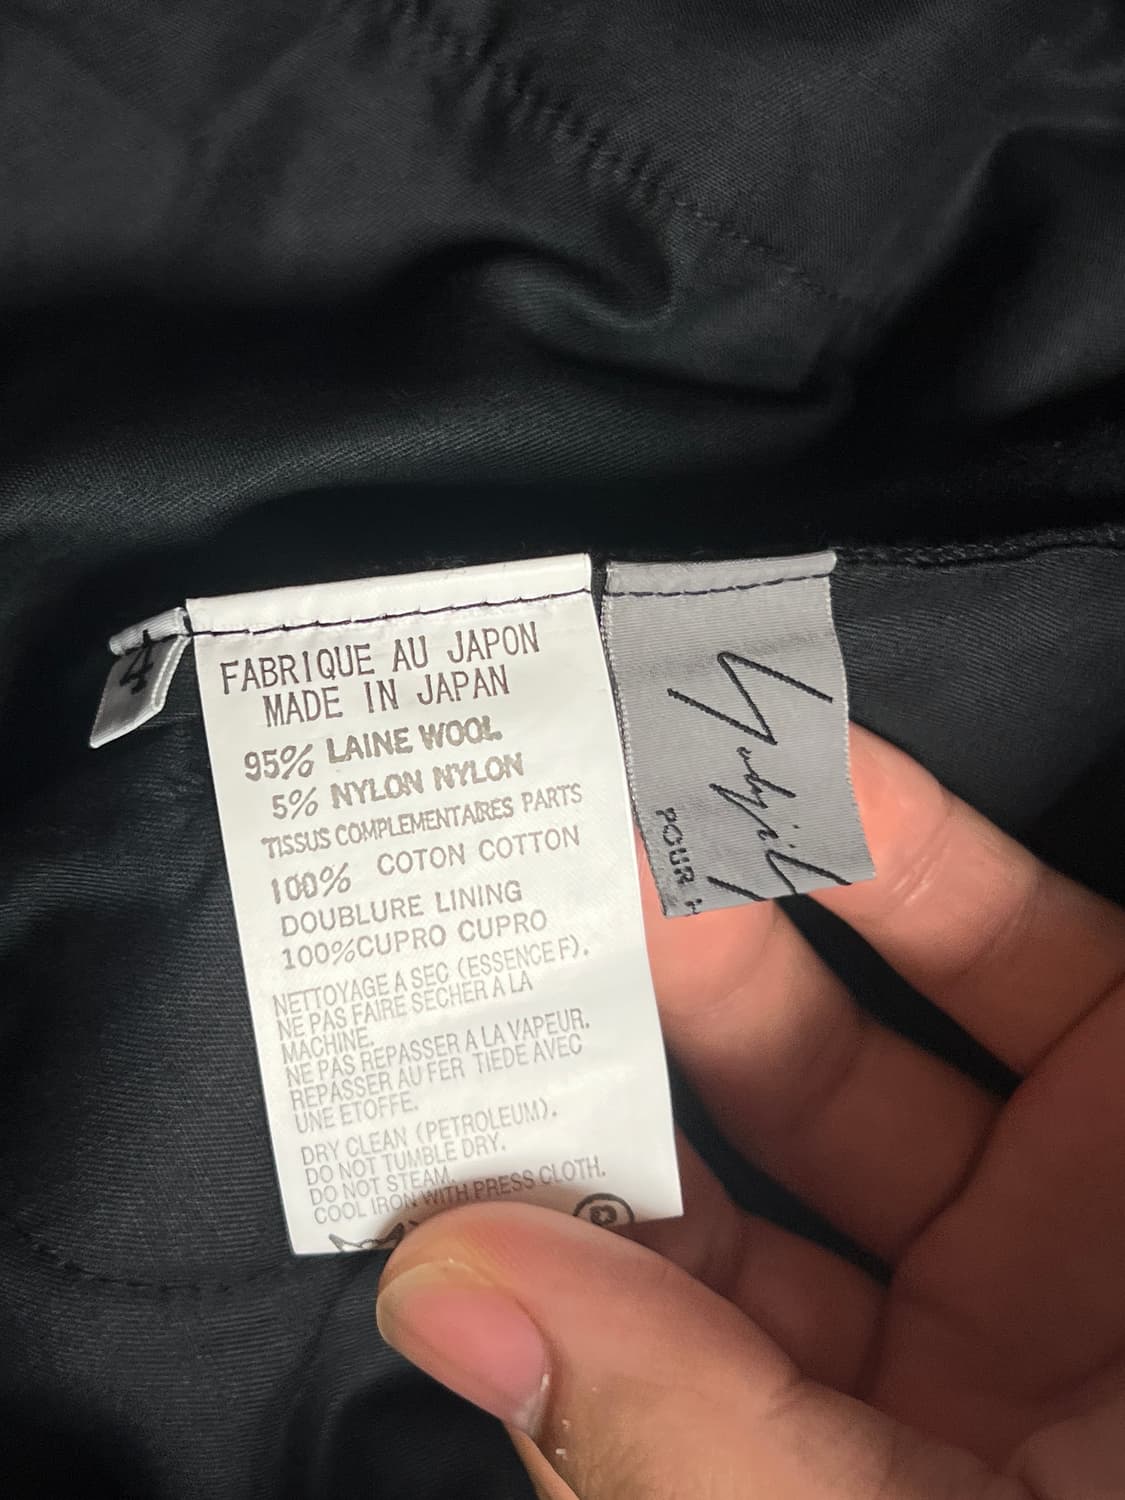 4
FABRIQUE AU JAPON
MADE IN JAPAN
95% LAINE WOOL
5% NYLON NYLON
TISSUS COMPLEMENTAIRES PARTS
100% COTON COTTON
DOUBLURE LINING
100%CUPRO CUPRO
NETTOYAGE A SEC (ESSENCE F).
NE PAS FAIRE SECHER A LA
MACHINE.
NE PAS REPASSER A LA VAPEUR.
REPASSER AU FER TIEDE AVEC
UNE ETOFFE.
DRY CLEAN (PETROLEUM).
DO NOT TUMBLE DRY.
DO NOT STEAM.
COOL IRON WITH PRESS CLOTH.
POUR